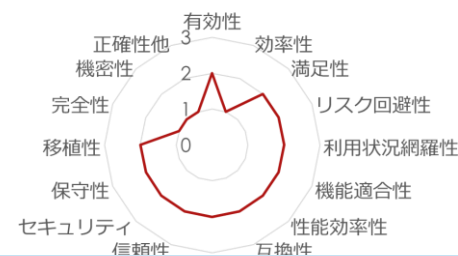 有効性
3
正確性他
効率性
機密性
満足性
2
完全性
リスク回避性
1
移植性
0
利用状況網羅性
保守性
機能適合性
セキュリティ
性能効率性
信頼性
互換性